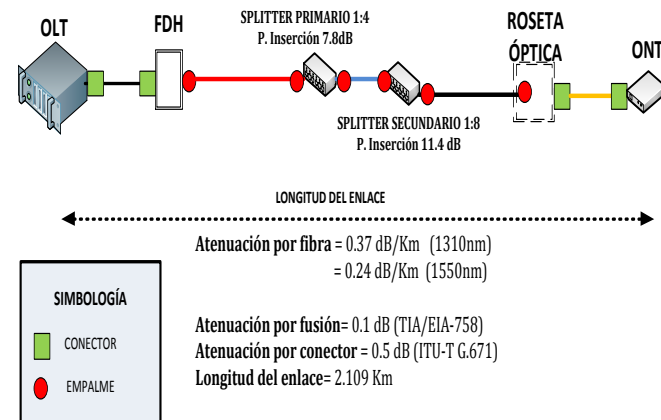 OLT
FDH
SPLITTER PRIMARIO 1:4
P. Inserción 7.8dB
ROSETA
ÓPTICA
ONT
SPLITTER SECUNDARIO 1:8
P. Inserción 11.4 dB
LONGITUD DEL ENLACE
Atenuación por fibra = 0.37 dB/Km (1310nm)
= 0.24 dB/Km (1550nm)
SIMBOLOGÍA
CONECTOR
EMPALME
Atenuación por fusión= 0.1 dB (TIA/EIA-758)
Atenuación por conector = 0.5 dB (ITU-T G.671)
Longitud del enlace= 2.109 Km